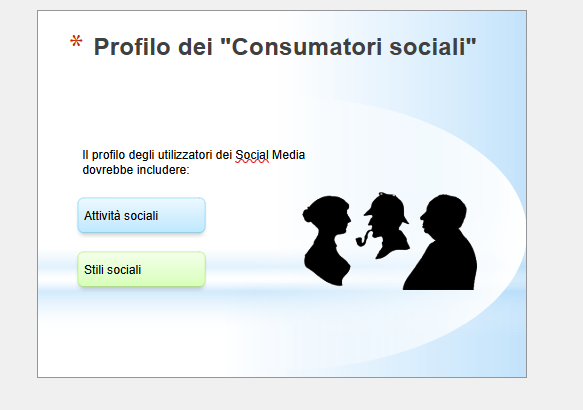 * Profilo dei "Consumatori sociali"
Il profilo degli utilizzatori dei Social Media
dovrebbe includere:
Attività sociali
Stili sociali